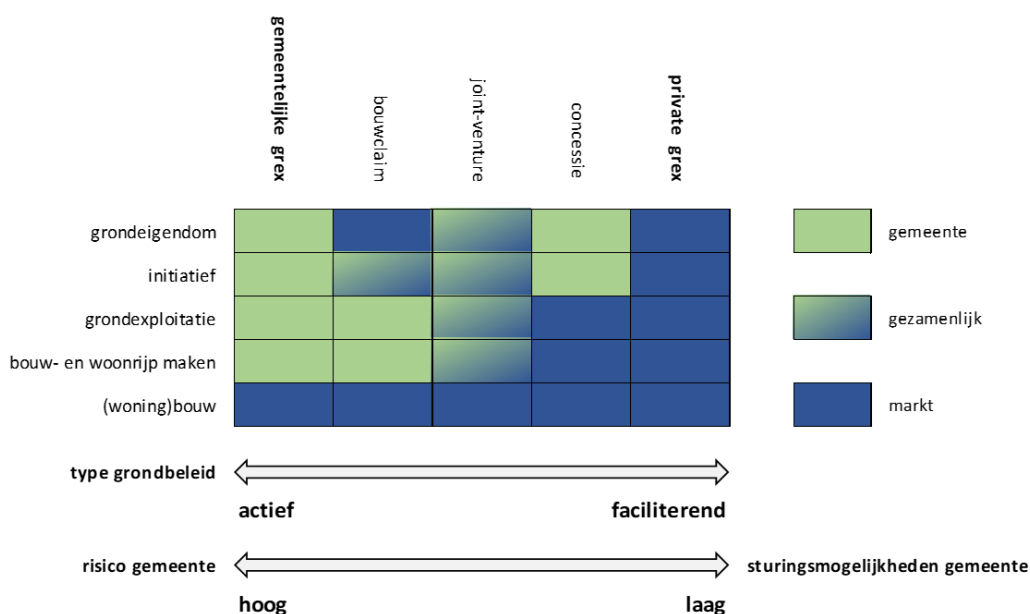 gemeentelijke grex
bouwclaim
joint-venture
concessie
private grex
grondeigendom
initiatief
grondexploitatie
bouw- en woonrijp maken
(woning)bouw
gemeente
gezamenlijk
markt
type grondbeleid
actief
faciliterend
risico gemeente
sturingsmogelijkheden gemeente
hoog
laag